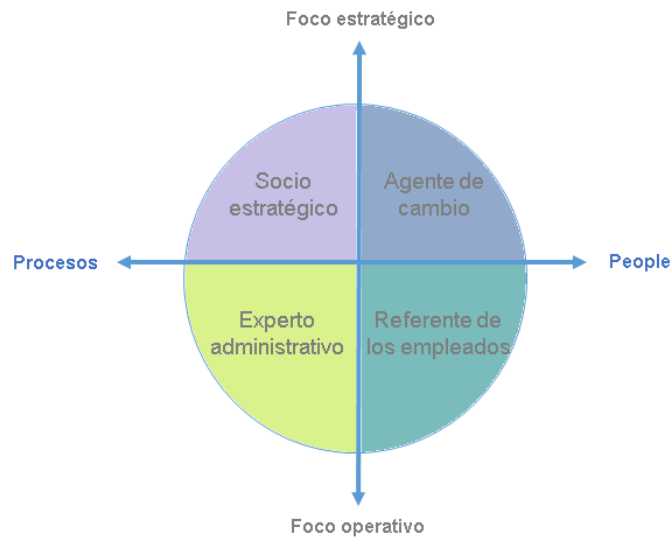 Foco estratégico
Socio
estratégico
Agente de
cambio
Procesos
People
Experto
administrativo
Referente de
los empleados
Foco operativo